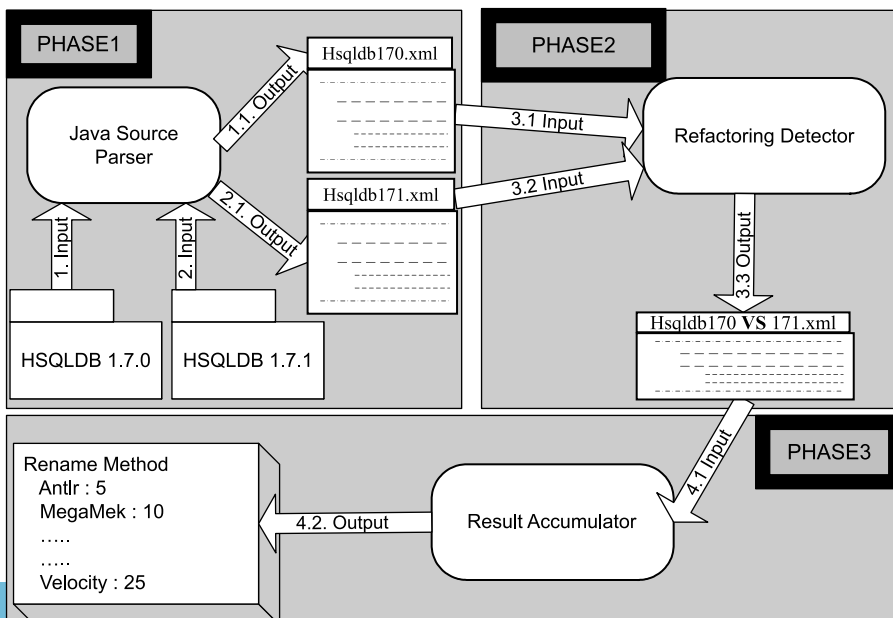 PHASE1
Java Source
Parser
1.1. Output
2.1. Output
Hsqldb170.xml
Hsqldb171.xml
1. Input
2. Input
HSQLDB 1.7.0
HSQLDB 1.7.1
PHASE2
3.1 Input
3.2 Input
Refactoring Detector
3.3 Output
Hsqldb170 VS 171.xml
PHASE3
4.1 Input
Result Accumulator
4.2. Output
Rename Method
Antlr : 5
MegaMek : 10
.....
.....
Velocity : 25